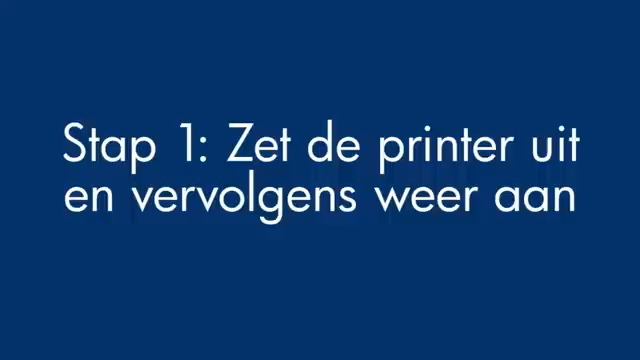 Stap 1: Zet de printer uit
en vervolgens weer aan